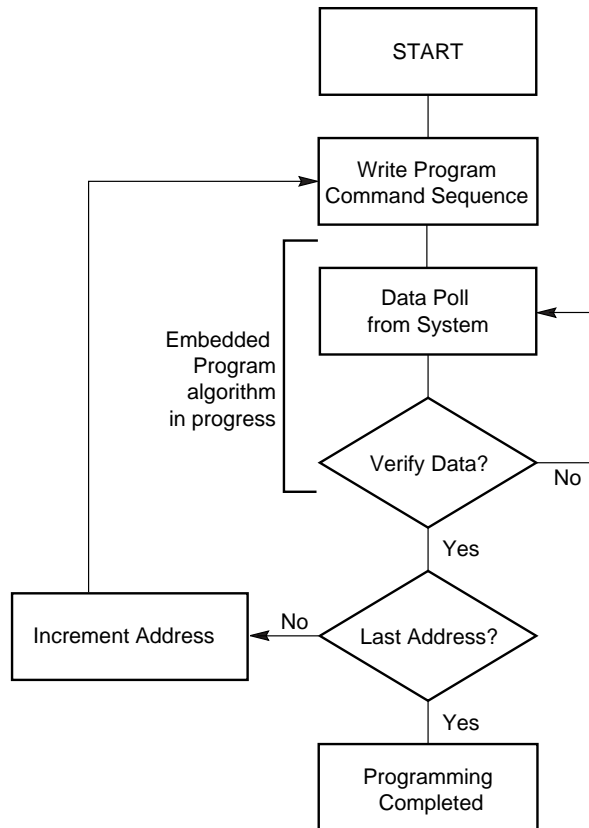 START
Write Program
Command Sequence
Data Poll
from System
Embedded
Program
algorithm
in progress
Verify Data?
No
Yes
Last Address?
No
Increment Address
Yes
Programming
Completed